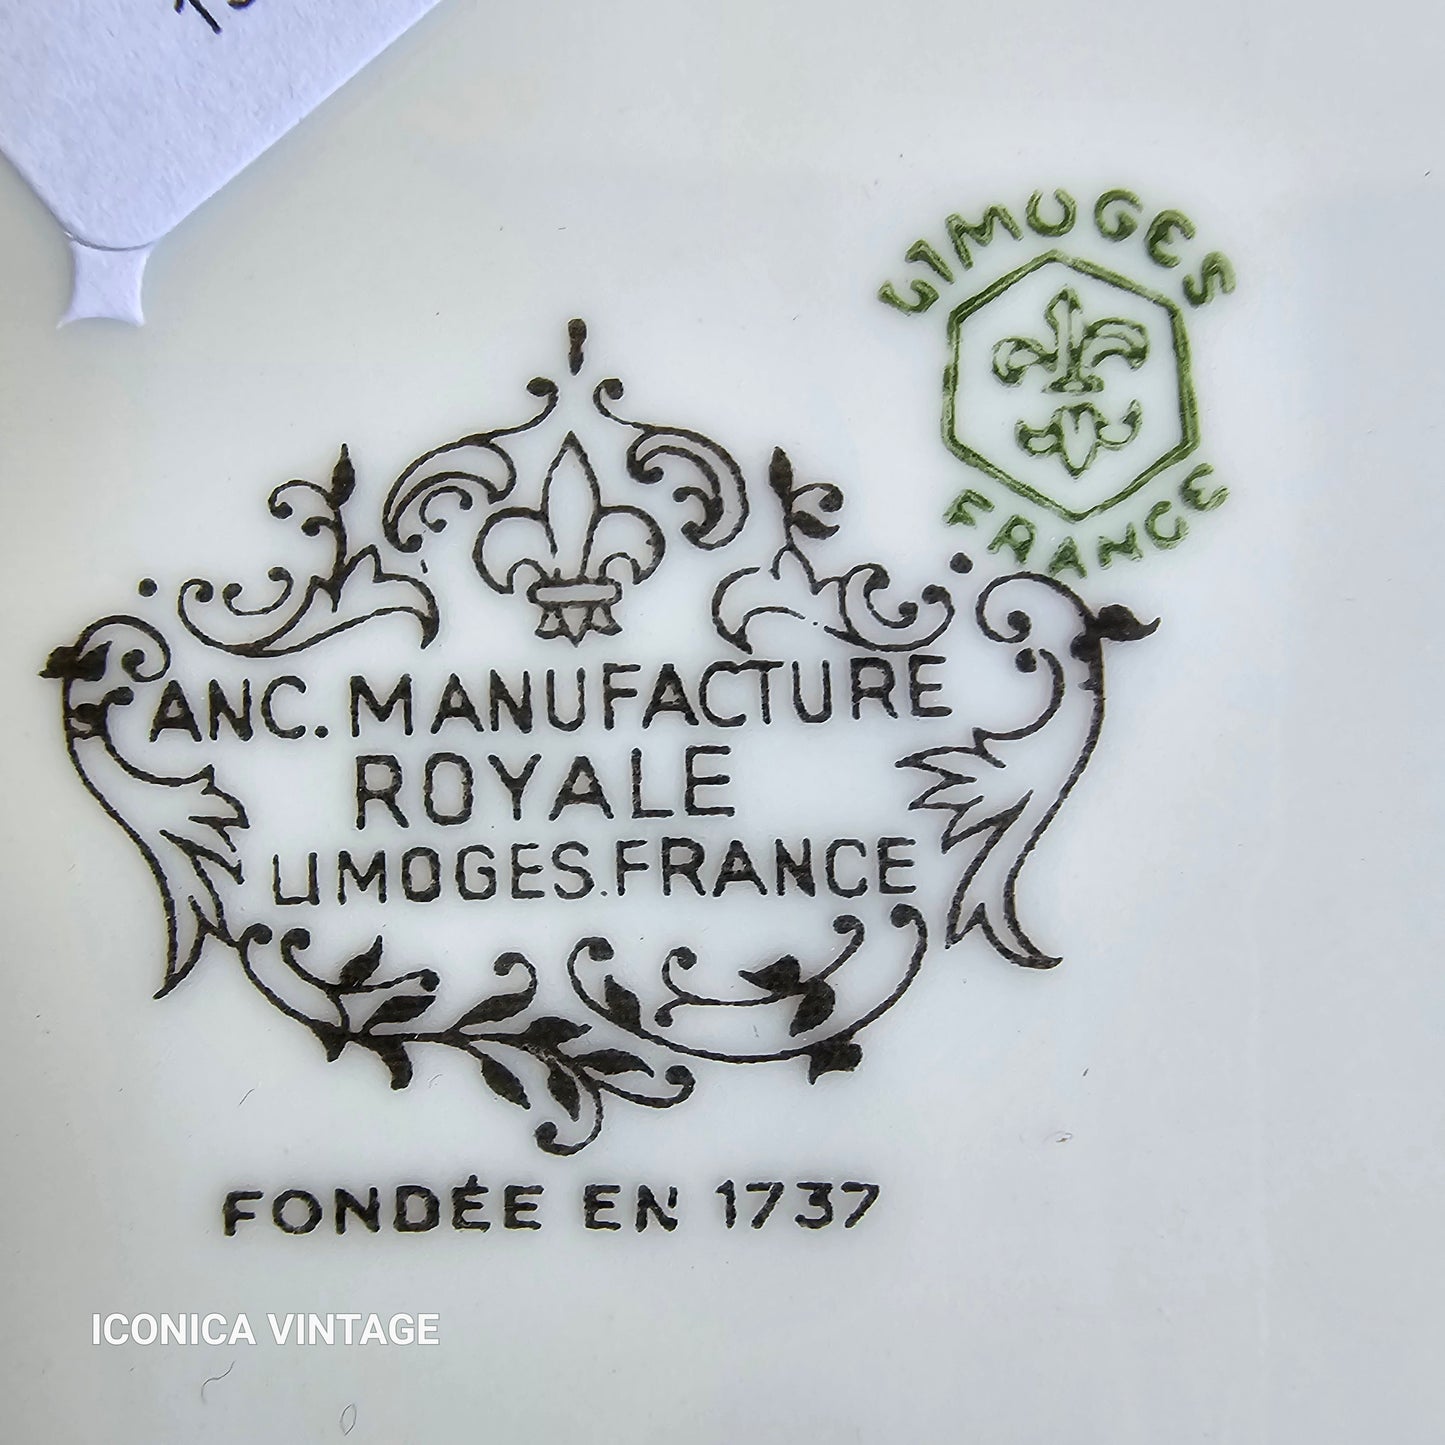 LIMOGES
FRANCE
ANC. MANUFACTURE
ROYALE
LIMOGES.FRANCE
FONDÉE EN 1737
ICONICA VINTAGE